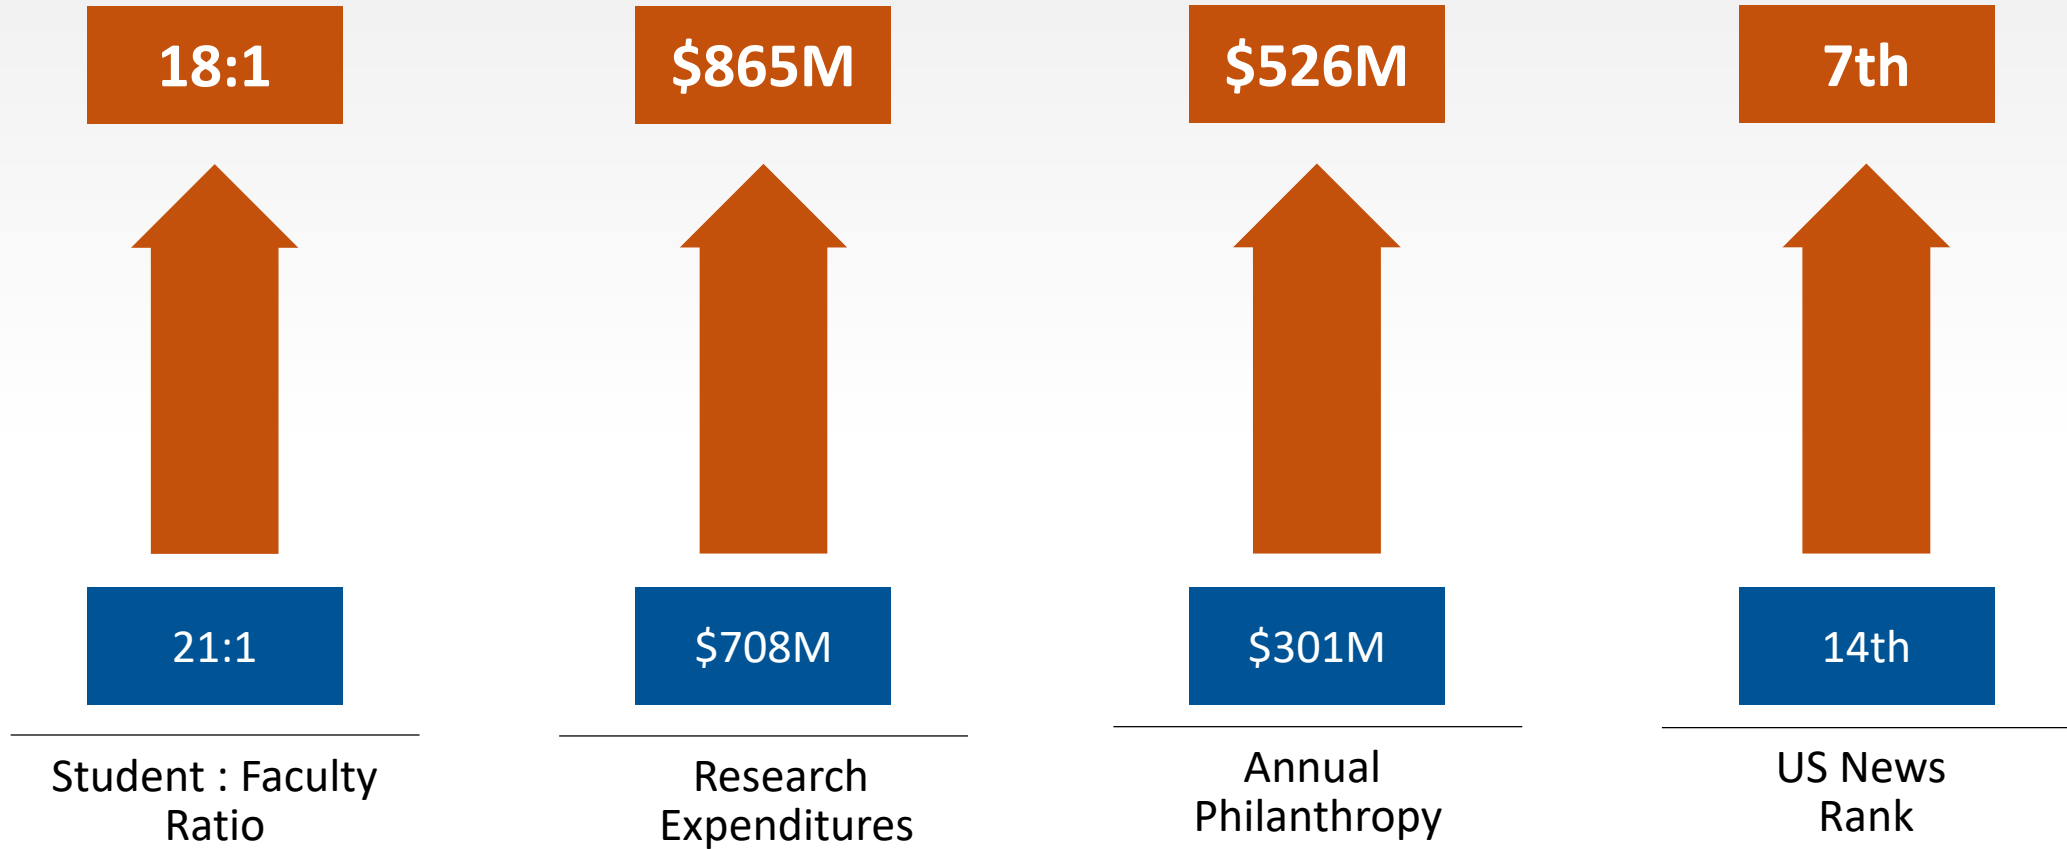 18:1
$865M
$526M
7th
21:1
$708M
$301M
14th
Student : Faculty
Ratio
Research
Expenditures
Annual
Philanthropy
US News
Rank